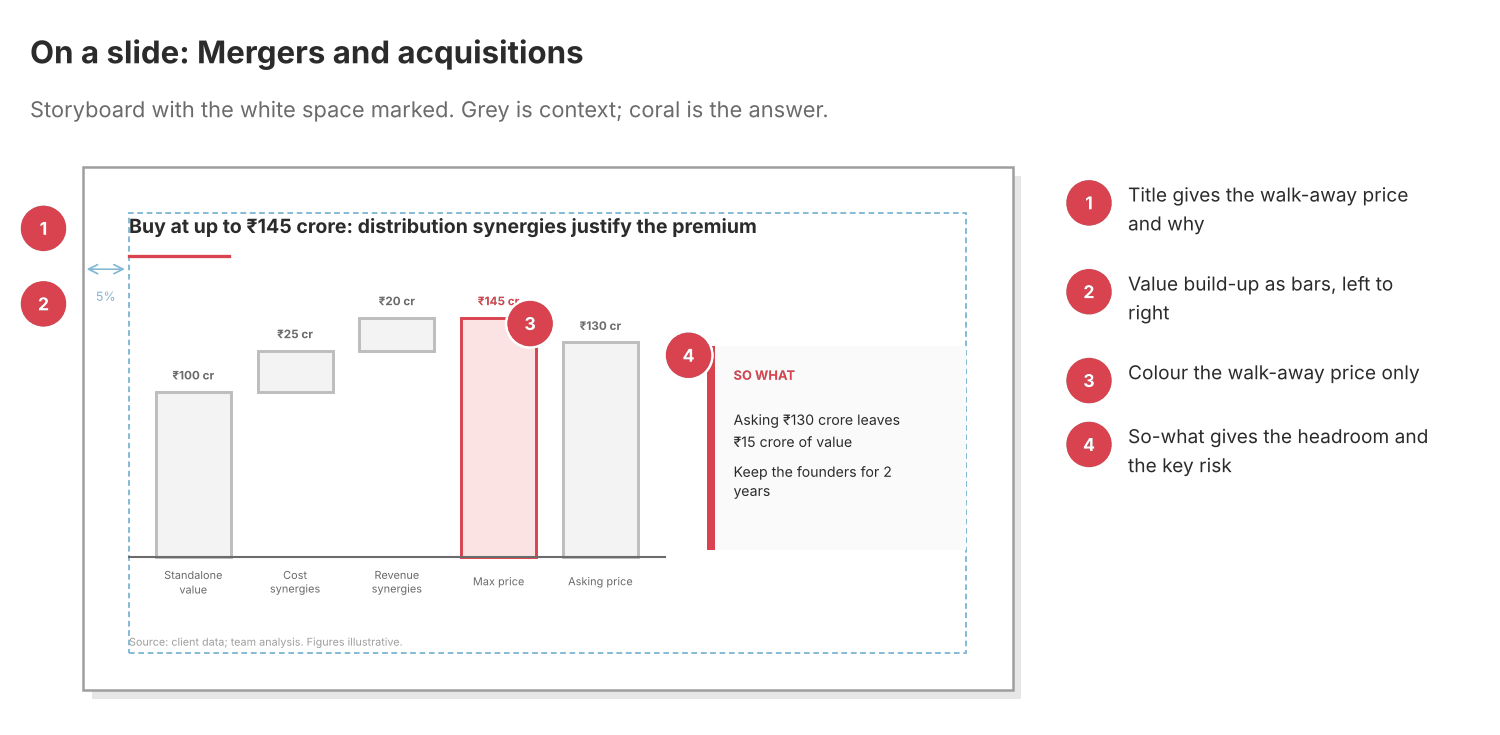 On a slide: Mergers and acquisitions
Storyboard with the white space marked. Grey is context; coral is the answer.
1
2
5%
Buy at up to ₹145 crore: distribution synergies justify the premium
₹100 cr
₹25 cr
₹20 cr
₹145 cr
3
₹130 cr
4
Standalone
value
Cost
synergies
Revenue
synergies
Max price
Asking price
SO WHAT
Asking ₹130 crore leaves
₹15 crore of value
Keep the founders for 2
years
Source: client data; team analysis. Figures illustrative.
1
Title gives the walk-away price
and why
2
Value build-up as bars, left to
right
3
Colour the walk-away price only
4
So-what gives the headroom and
the key risk